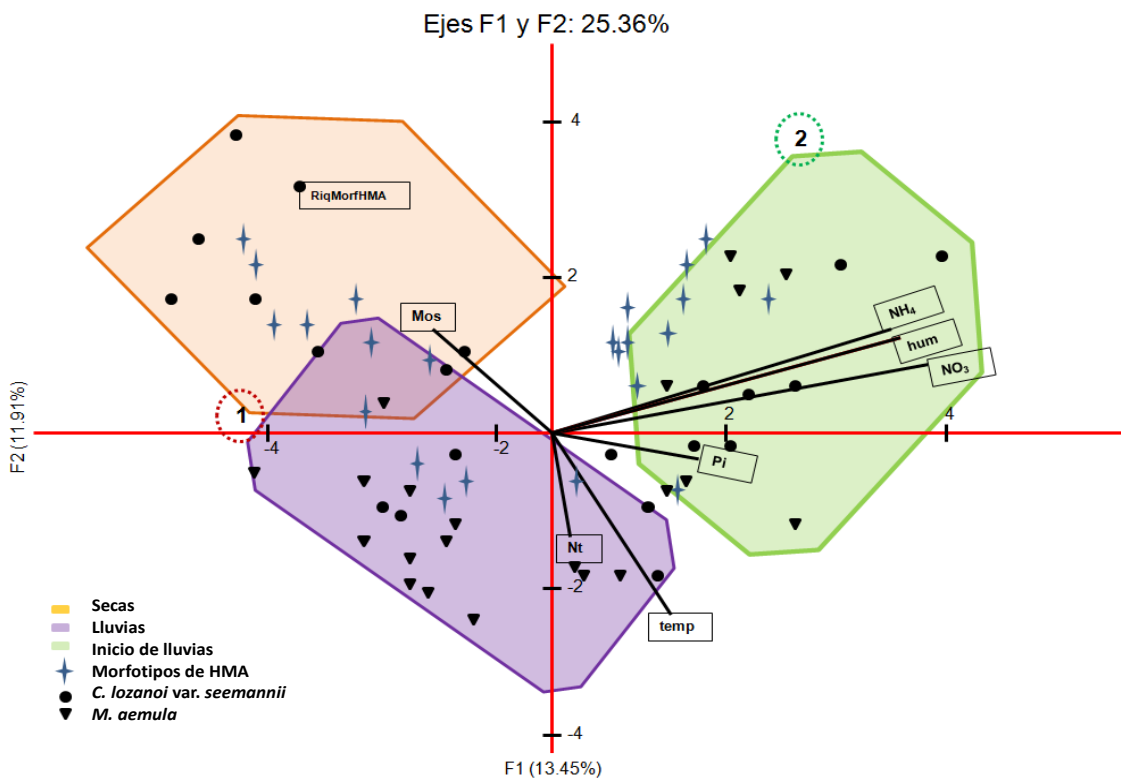 Ejes F1 y F2: 25.36%
4
2
RiqMorfHMA
2
Mos
NH₄
hum
NO₃
1
-4
-2
2
4
Pi
F2 (11.91%)
Nt
-2
temp
Secas
Lluvias
Inicio de lluvias
Morfotipos de HMA
C. lozanoi var. seemannii
M. aemula
-4
F1 (13.45%)